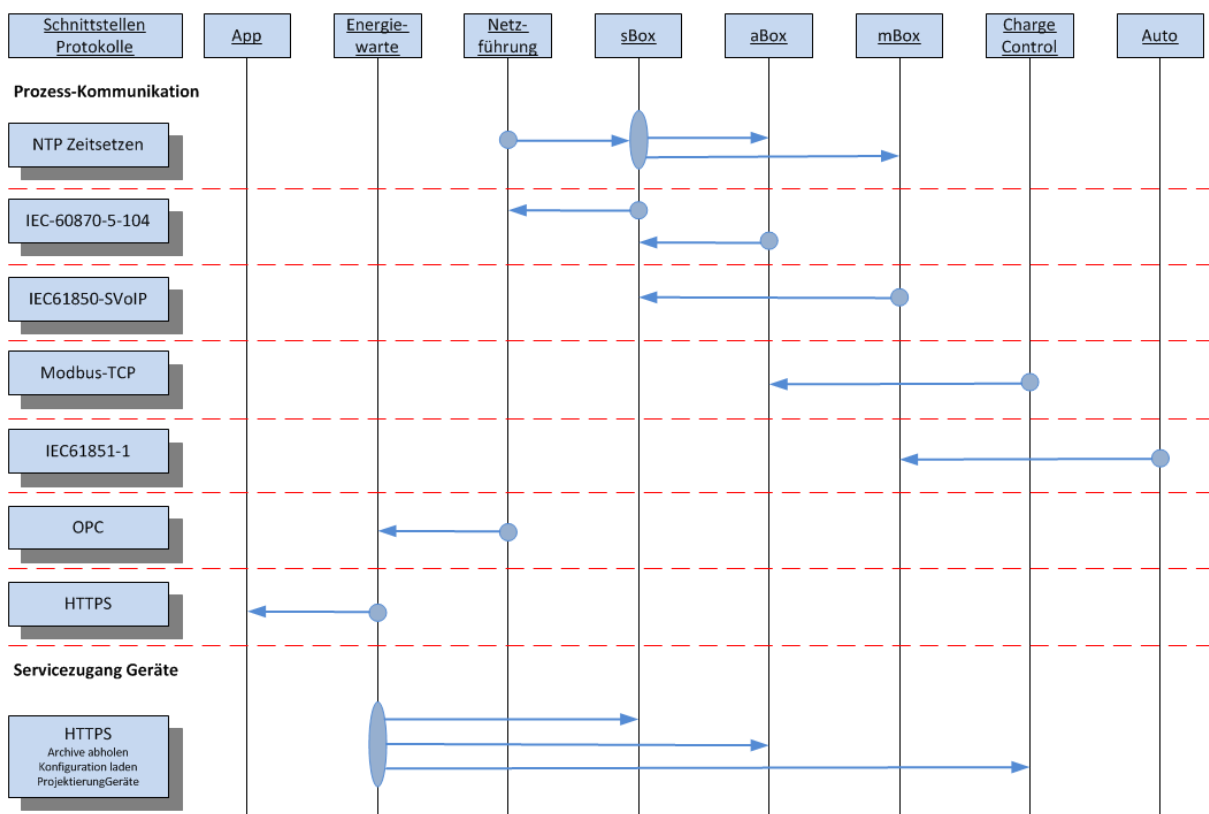 Schnittstellen
Protokolle
App
Energie-
warte
Netz-
führung
sBox
aBox
mBox
Charge
Control
Auto
Prozess-Kommunikation
NTP Zeitsetzen
IEC-60870-5-104
IEC61850-SVoIP
Modbus-TCP
IEC61851-1
OPC
HTTPS
Servicezugang Geräte
HTTPS
Archive abholen
Konfiguration laden
ProjektierungGeräte